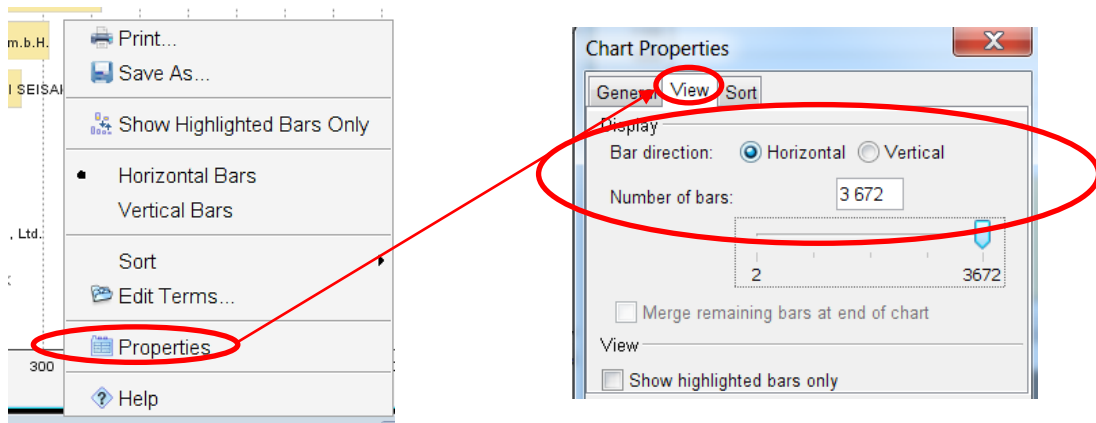 m.b.H.
I SEISAI
, Ltd.
300
Print...
Save As...
Show Highlighted Bars Only
Horizontal Bars
Vertical Bars
Sort
Edit Terms...
Properties
Help
Chart Properties
X
General View Sort
Display
Bar direction: Horizontal Vertical
Number of bars: 3 672
2 3672
Merge remaining bars at end of chart
View
Show highlighted bars only